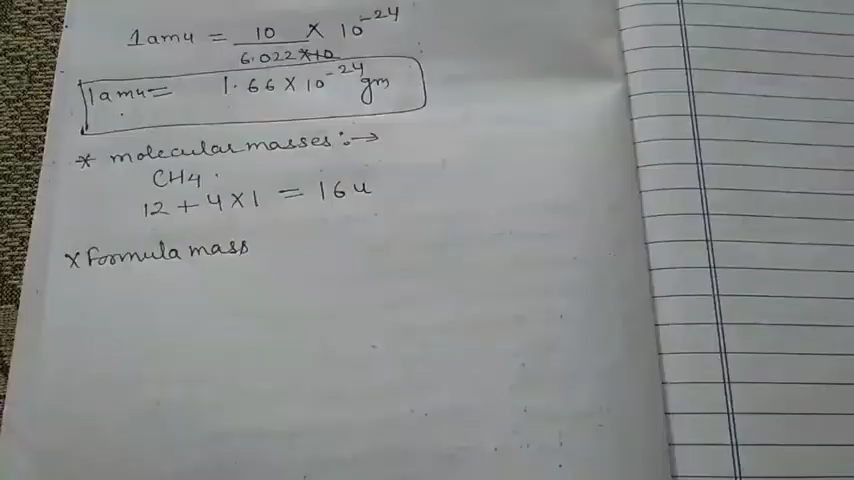 1 amu = 10 / 6.022×10 × 10⁻²⁴
1 amu = 1.66 × 10⁻²⁴ gm
* molecular masses :→
CH4
12 + 4 × 1 = 16 u
× Formula mass